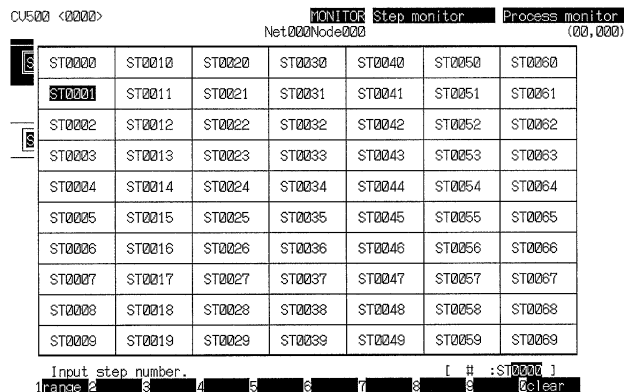 CV500 <0000> MONITOR Step monitor Process monitor
Net000Node000 (00,000)
S ST0000 ST0010 ST0020 ST0030 ST0040 ST0050 ST0060
ST0001 ST0011 ST0021 ST0031 ST0041 ST0051 ST0061
S ST0002 ST0012 ST0022 ST0032 ST0042 ST0052 ST0062
ST0003 ST0013 ST0023 ST0033 ST0043 ST0053 ST0063
ST0004 ST0014 ST0024 ST0034 ST0044 ST0054 ST0064
ST0005 ST0015 ST0025 ST0035 ST0045 ST0055 ST0065
ST0006 ST0016 ST0026 ST0036 ST0046 ST0056 ST0066
ST0007 ST0017 ST0027 ST0037 ST0047 ST0057 ST0067
ST0008 ST0018 ST0028 ST0038 ST0048 ST0058 ST0068
ST0009 ST0019 ST0029 ST0039 ST0049 ST0059 ST0069
Input step number. [ # :ST0000 ]
1range 2 3 4 5 6 7 8 9 0clear